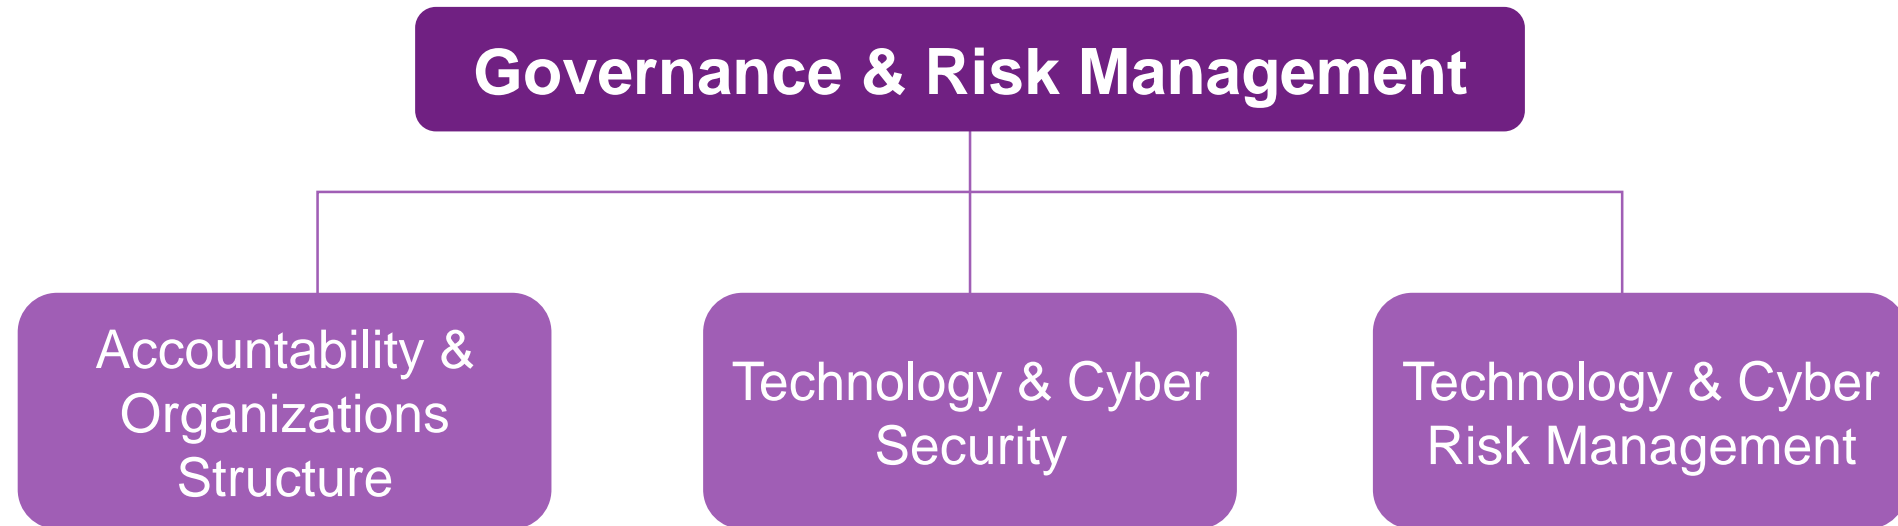 Governance & Risk Management
Accountability &
Organizations
Structure
Technology & Cyber
Security
Technology & Cyber
Risk Management